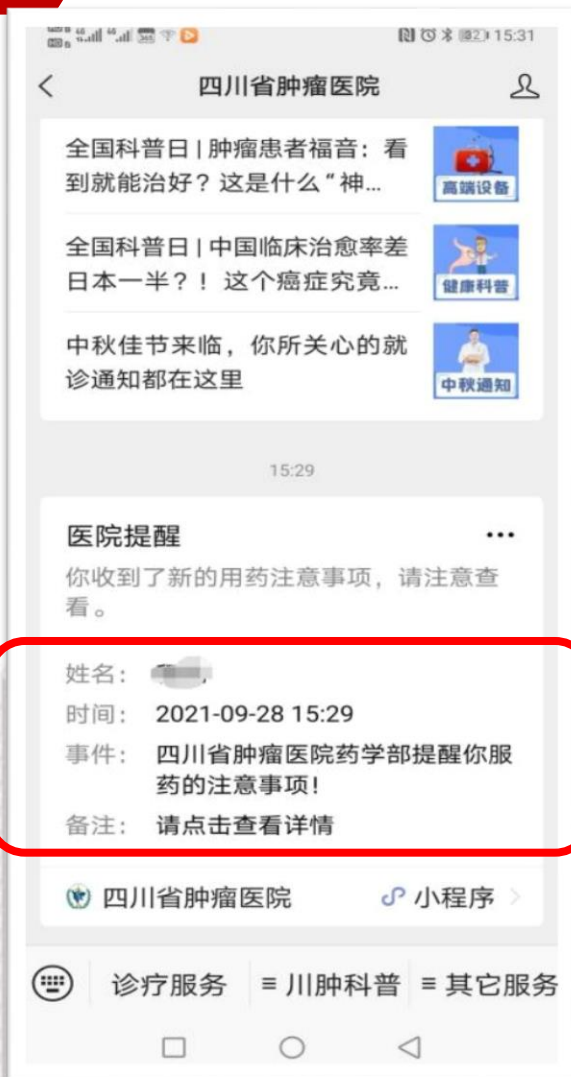 15:31
四川省肿瘤医院
全国科普日 | 肿瘤患者福音：看
到就能治好？这是什么“神...
高端设备
全国科普日 | 中国临床治愈率差
日本一半？！这个癌症究竟...
健康科普
中秋佳节来临，你所关心的就
诊通知都在这里
中秋通知
15:29
医院提醒
你收到了新的用药注意事项，请注意查
看。
姓名：
时间： 2021-09-28 15:29
事件： 四川省肿瘤医院药学部提醒你服
药的注意事项！
备注： 请点击查看详情
四川省肿瘤医院 小程序
诊疗服务 ≡ 川肿科普 ≡ 其它服务